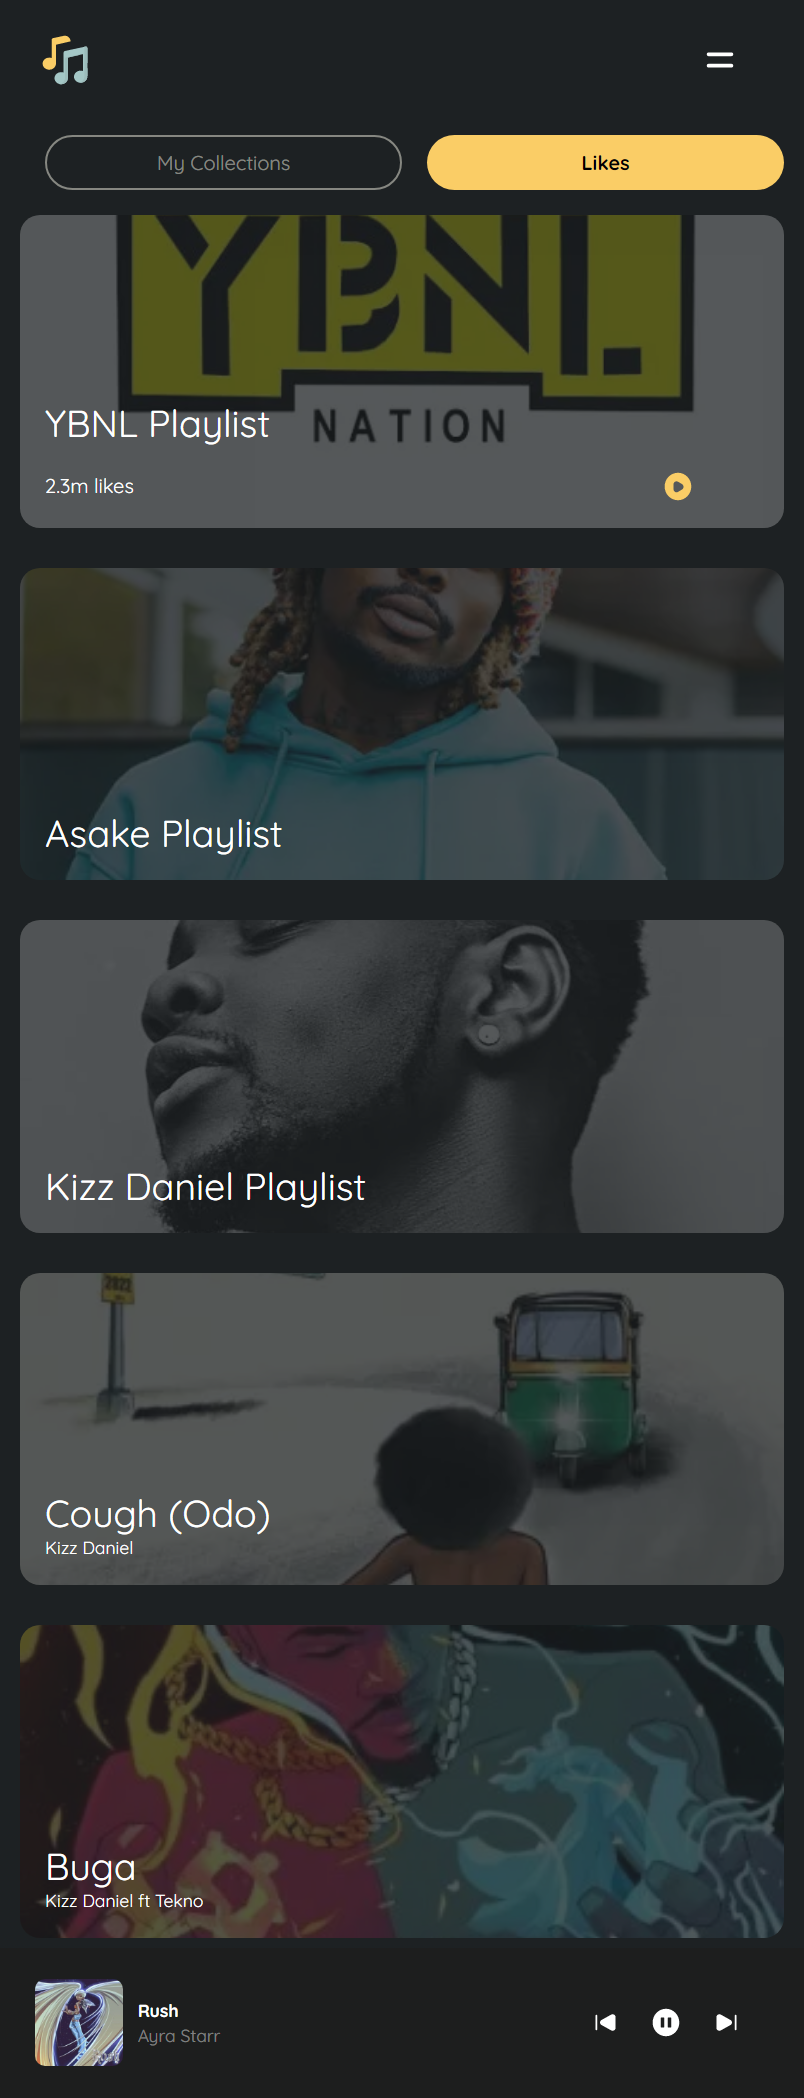 My Collections
Likes
YBNL
NATION
YBNL Playlist
2.3m likes
Asake Playlist
Kizz Daniel Playlist
2022
Cough (Odo)
Kizz Daniel
Buga
Kizz Daniel ft Tekno
Rush
Ayra Starr